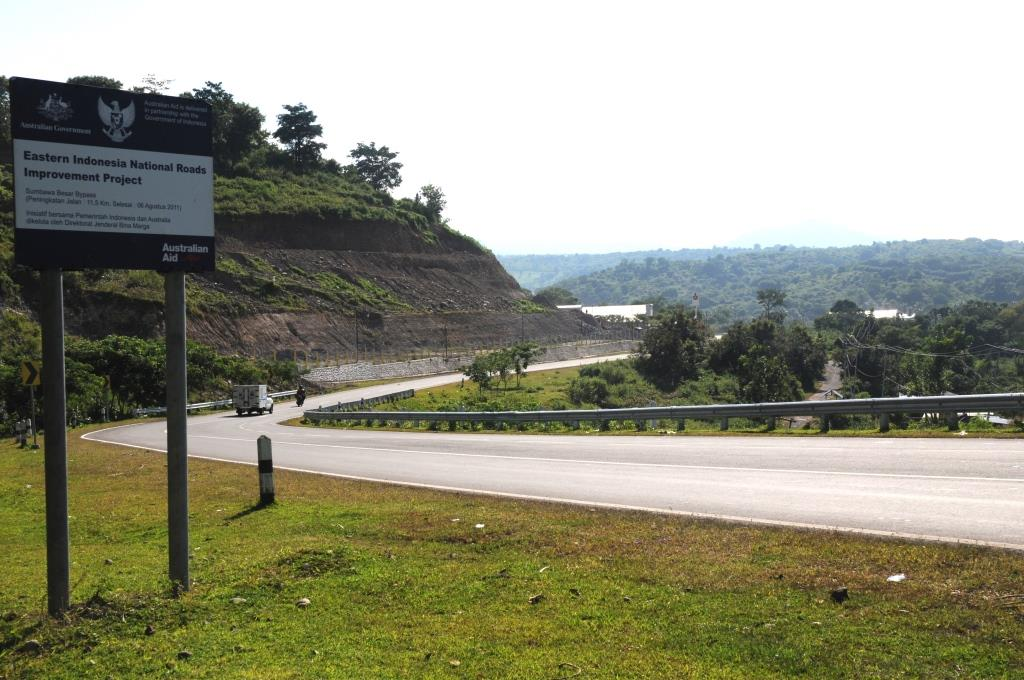 Australian Government
Australian Aid is delivered
in partnership with the
Government of Indonesia
Eastern Indonesia National Roads
Improvement Project
Sumbawa Besar Bypass
(Peningkatan Jalan : 11,5 Km. Selesai : 06 Agustus 2011)
Inisiatif bersama Pemerintah Indonesia dan Australia
dikelola oleh Direktorat Jenderal Bina Marga
Australian
Aid